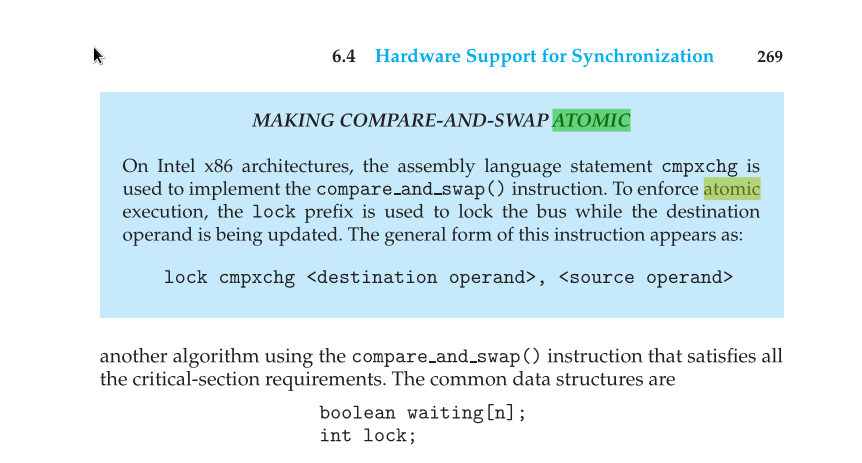 6.4 Hardware Support for Synchronization 269
MAKING COMPARE-AND-SWAP ATOMIC
On Intel x86 architectures, the assembly language statement cmpxchg is
used to implement the compare_and_swap() instruction. To enforce atomic
execution, the lock prefix is used to lock the bus while the destination
operand is being updated. The general form of this instruction appears as:
lock cmpxchg <destination operand>, <source operand>
another algorithm using the compare_and_swap() instruction that satisfies all
the critical-section requirements. The common data structures are
boolean waiting[n];
int lock;